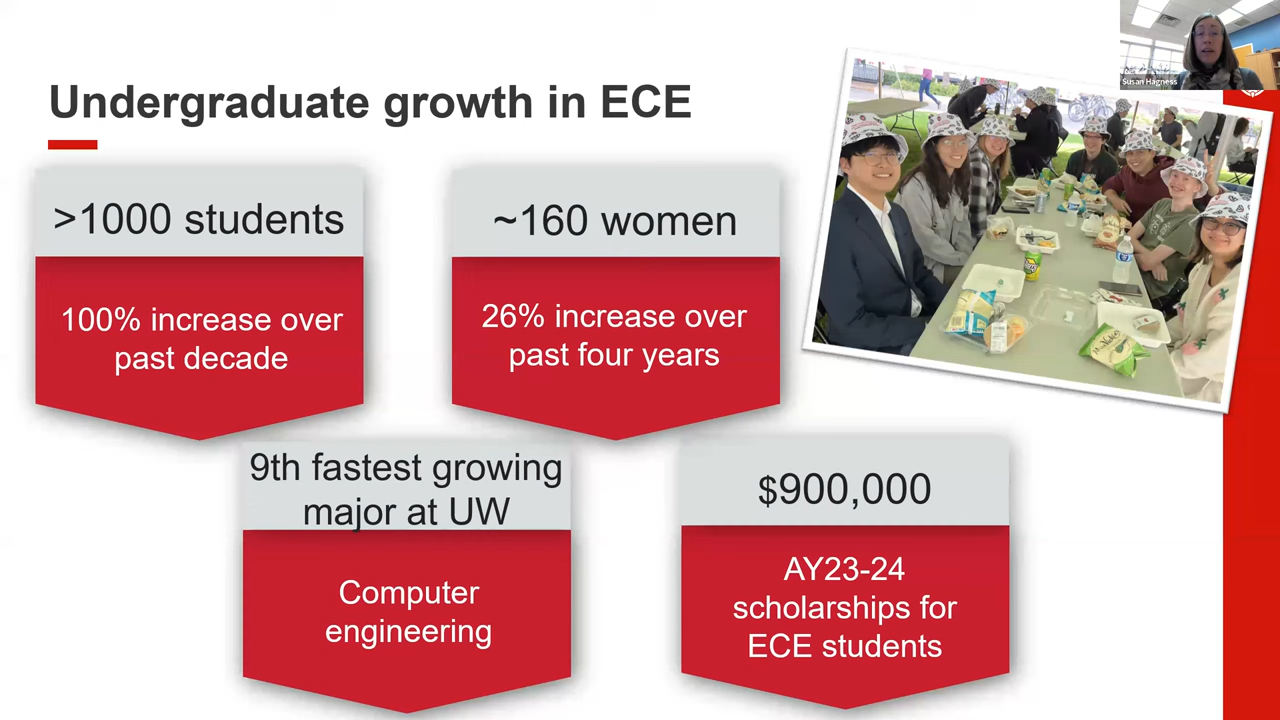 Susan Hagness
Undergraduate growth in ECE
>1000 students
100% increase over
past decade
~160 women
26% increase over
past four years
9th fastest growing
major at UW
Computer
engineering
$900,000
AY23-24
scholarships for
ECE students